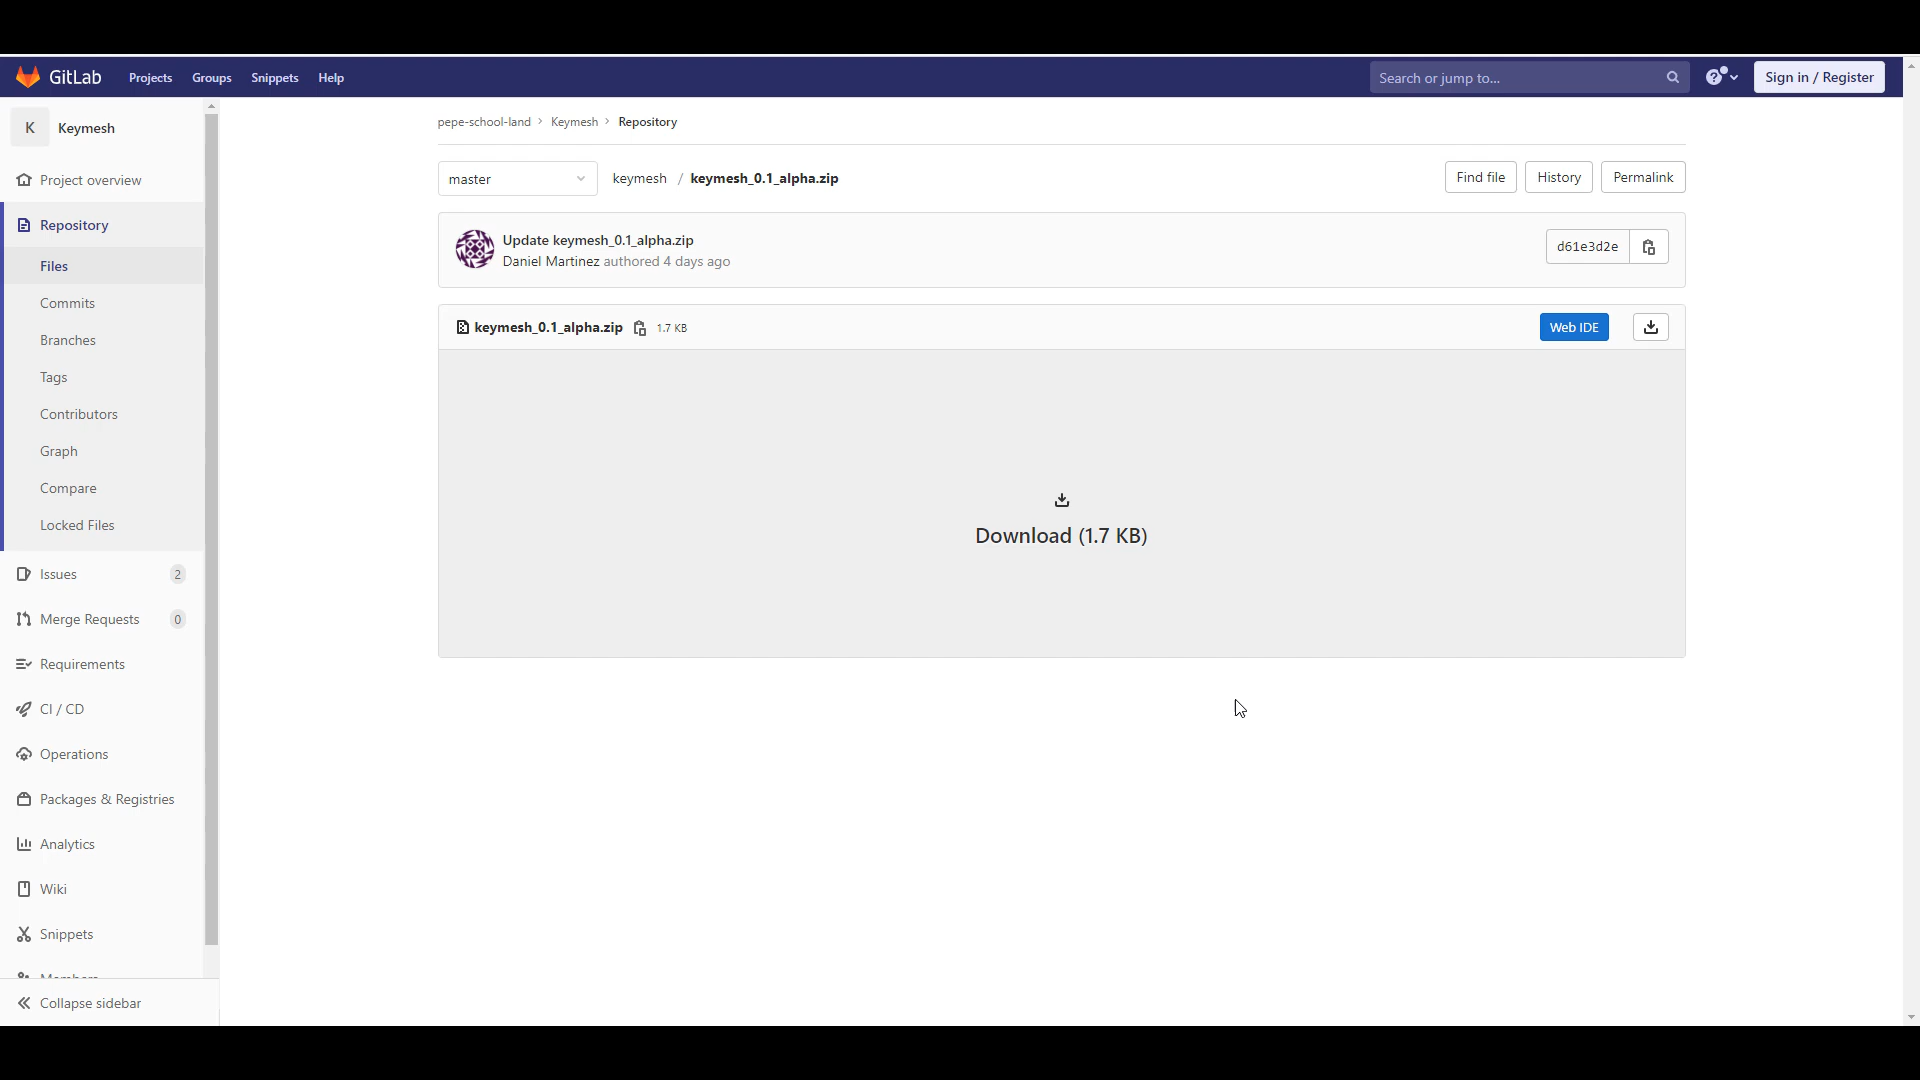 GitLab Projects Groups Snippets Help Search or jump to... Sign in / Register
K Keymesh
pepe-school-land > Keymesh > Repository
master keymesh / keymesh_0.1_alpha.zip Find file History Permalink
Update keymesh_0.1_alpha.zip
Daniel Martinez authored 4 days ago
d61e3d2e
keymesh_0.1_alpha.zip 1.7 KB Web IDE
Download (1.7 KB)
Project overview
Repository
Files
Commits
Branches
Tags
Contributors
Graph
Compare
Locked Files
Issues 2
Merge Requests 0
Requirements
CI / CD
Operations
Packages & Registries
Analytics
Wiki
Snippets
Members
Collapse sidebar